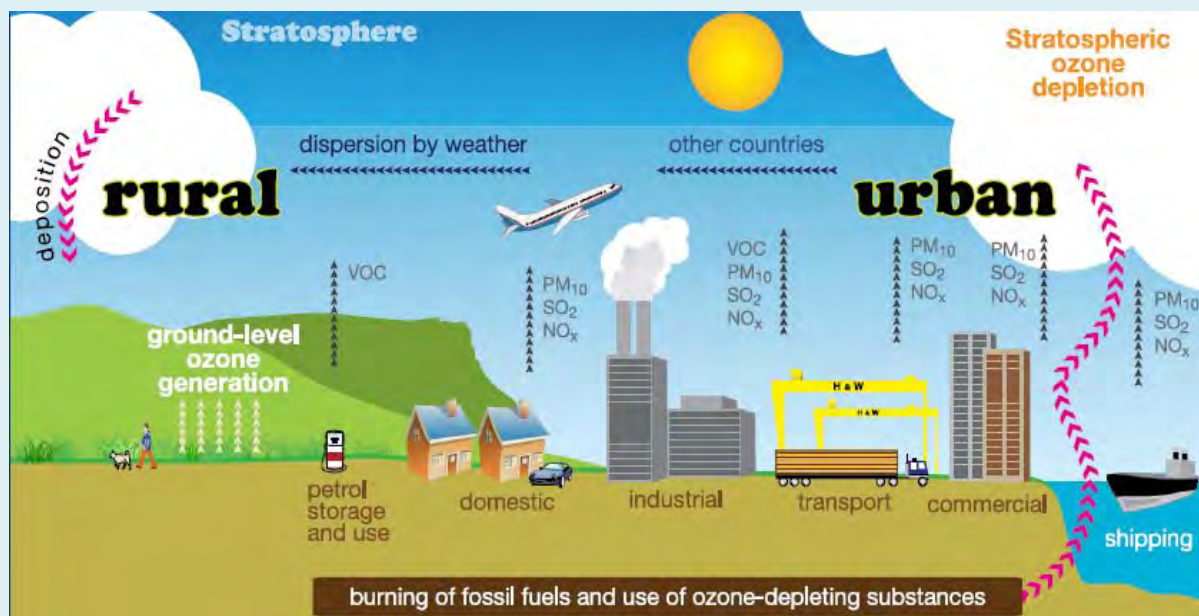 Stratosphere
Stratospheric
ozone
depletion
deposition
dispersion by weather
other countries
rural
urban
VOC
PM₁₀
SO₂
NOₓ
VOC
PM₁₀
SO₂
NOₓ
PM₁₀
SO₂
NOₓ
PM₁₀
SO₂
NOₓ
PM₁₀
SO₂
NOₓ
ground-level
ozone
generation
H & W
H & W
petrol
storage
and use
domestic
industrial
transport
commercial
shipping
burning of fossil fuels and use of ozone-depleting substances